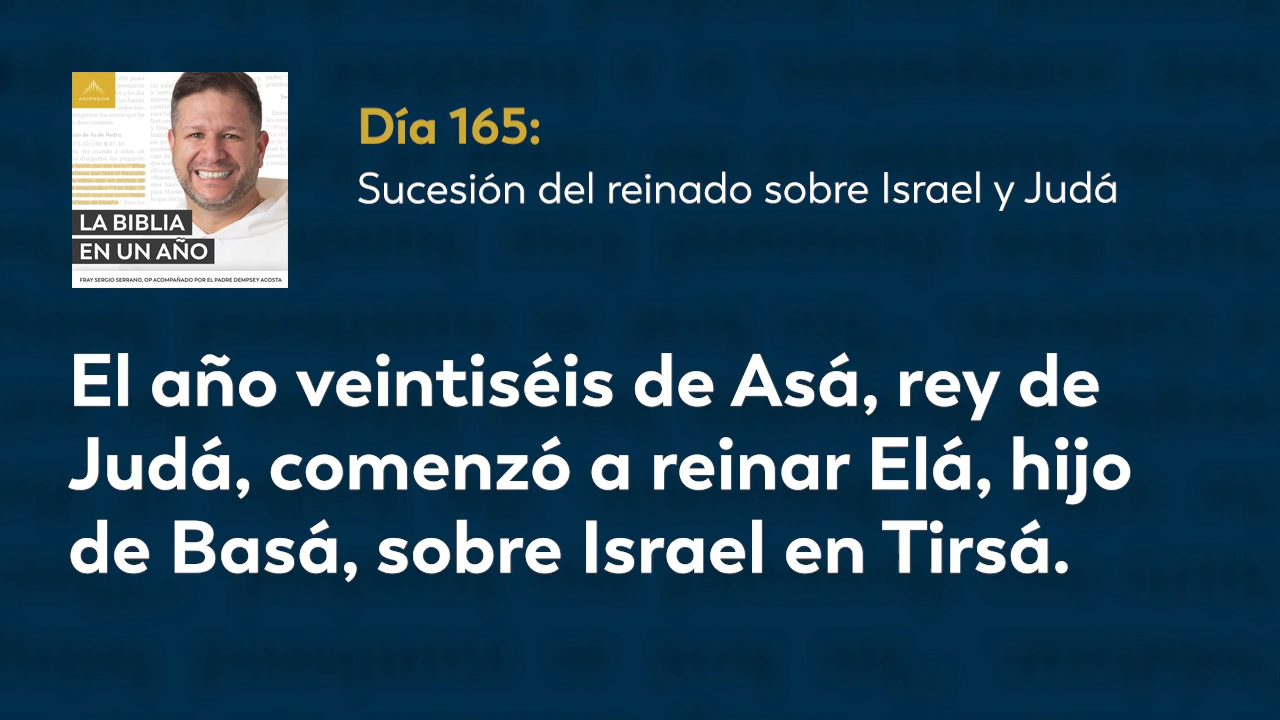 ASCENSION
Día 165:
Sucesión del reinado sobre Israel y Judá
LA BIBLIA
EN UN AÑO
FRAY SERGIO SERRANO, OP ACOMPAÑADO POR EL PADRE DEMPSEY ACOSTA
El año veintiséis de Asá, rey de
Judá, comenzó a reinar Elá, hijo
de Basá, sobre Israel en Tirsá.